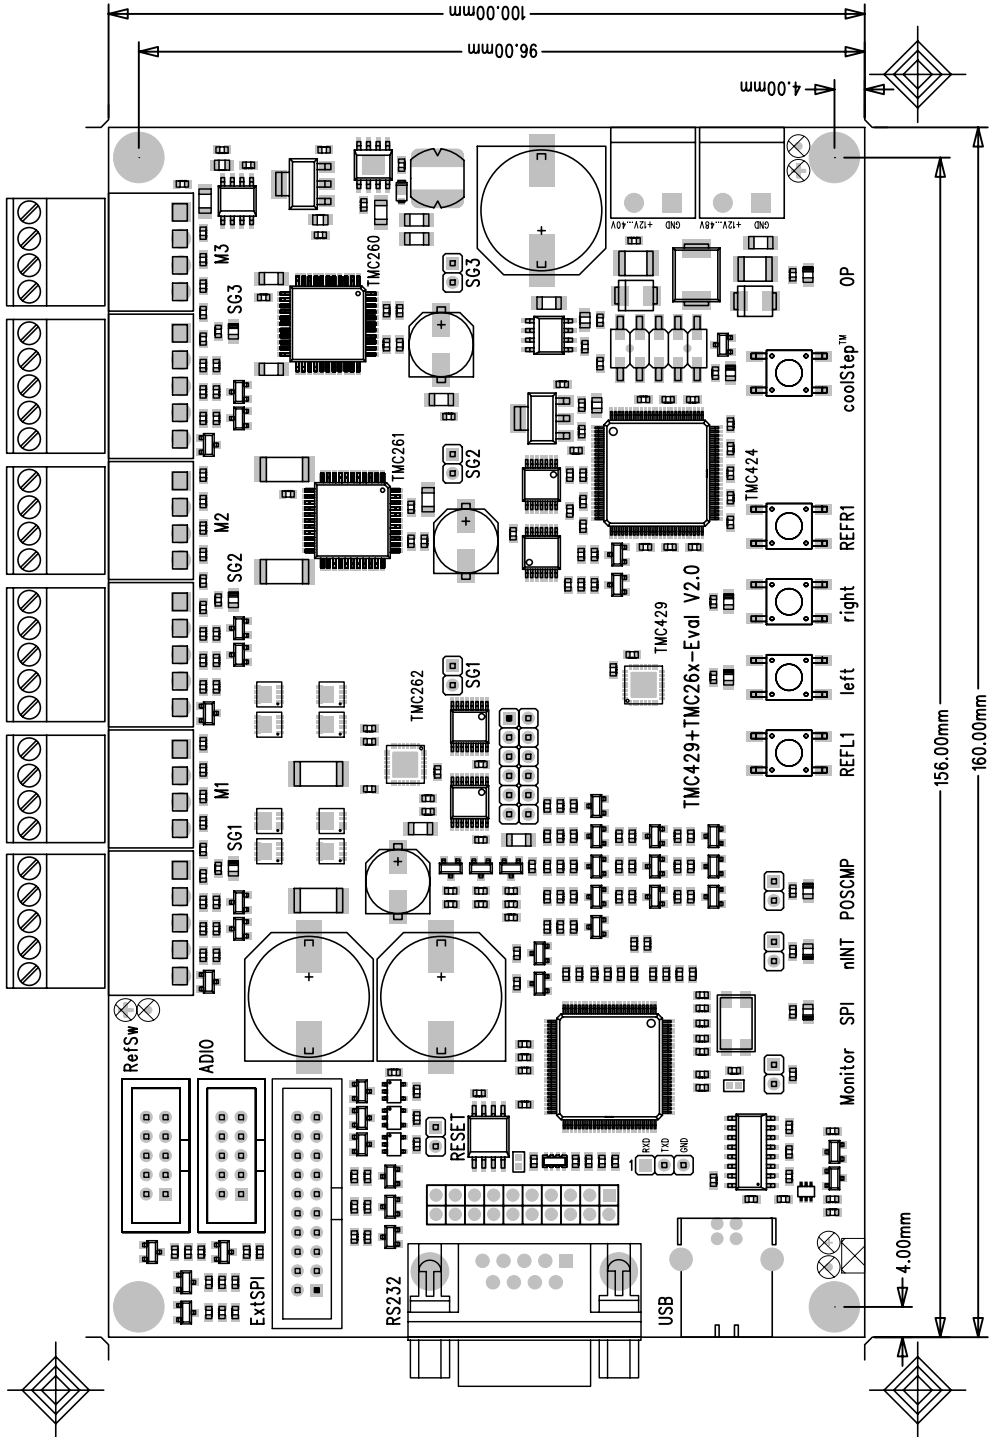 100.00mm
96.00mm
4.00mm
+12V...40V
GND
+12V...48V
GND
M3
TMC260
SG3
SG3
OP
coolStep™
TMC261
SG2
TMC424
M2
SG2
REFR1
TMC429+TMC26x-Eval V2.0
TMC429
right
TMC262
SG1
left
REFL1
M1
SG1
POSCMP
nINT
SPI
Monitor
RefSw
ADIO
RESET
1
RXD
TXD
GND
ExtSPI
RS232
USB
4.00mm
156.00mm
160.00mm